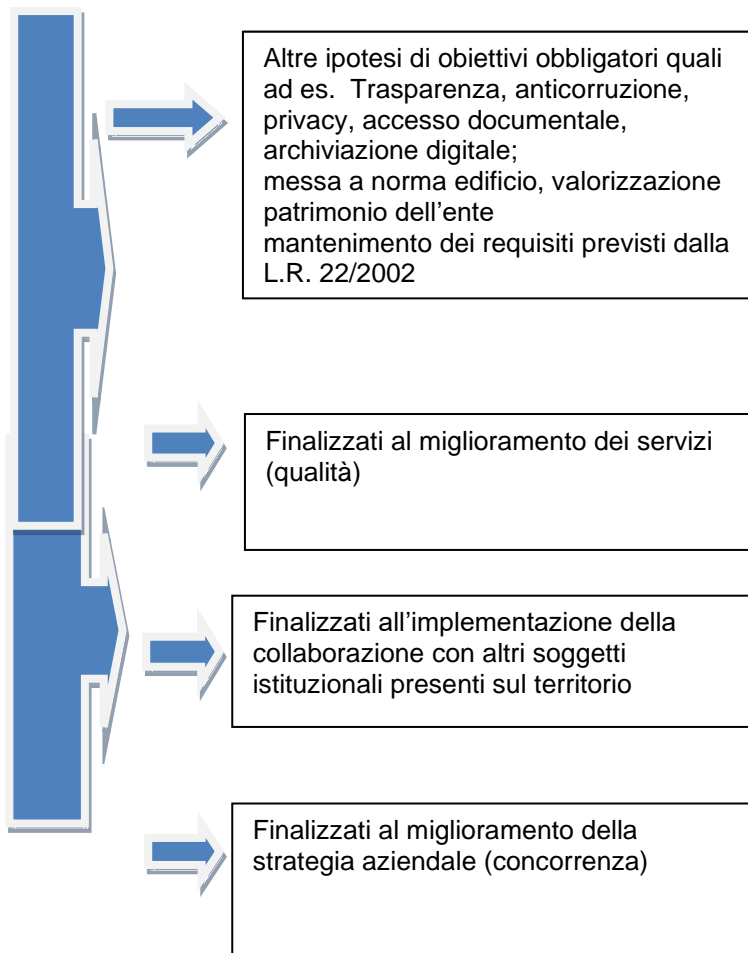 Altre ipotesi di obiettivi obbligatori quali
ad es.  Trasparenza, anticorruzione,
privacy, accesso documentale,
archiviazione digitale;
messa a norma edificio, valorizzazione
patrimonio dell’ente
mantenimento dei requisiti previsti dalla
L.R. 22/2002
Finalizzati al miglioramento dei servizi
(qualità)
Finalizzati all’implementazione della
collaborazione con altri soggetti
istituzionali presenti sul territorio
Finalizzati al miglioramento della
strategia aziendale (concorrenza)